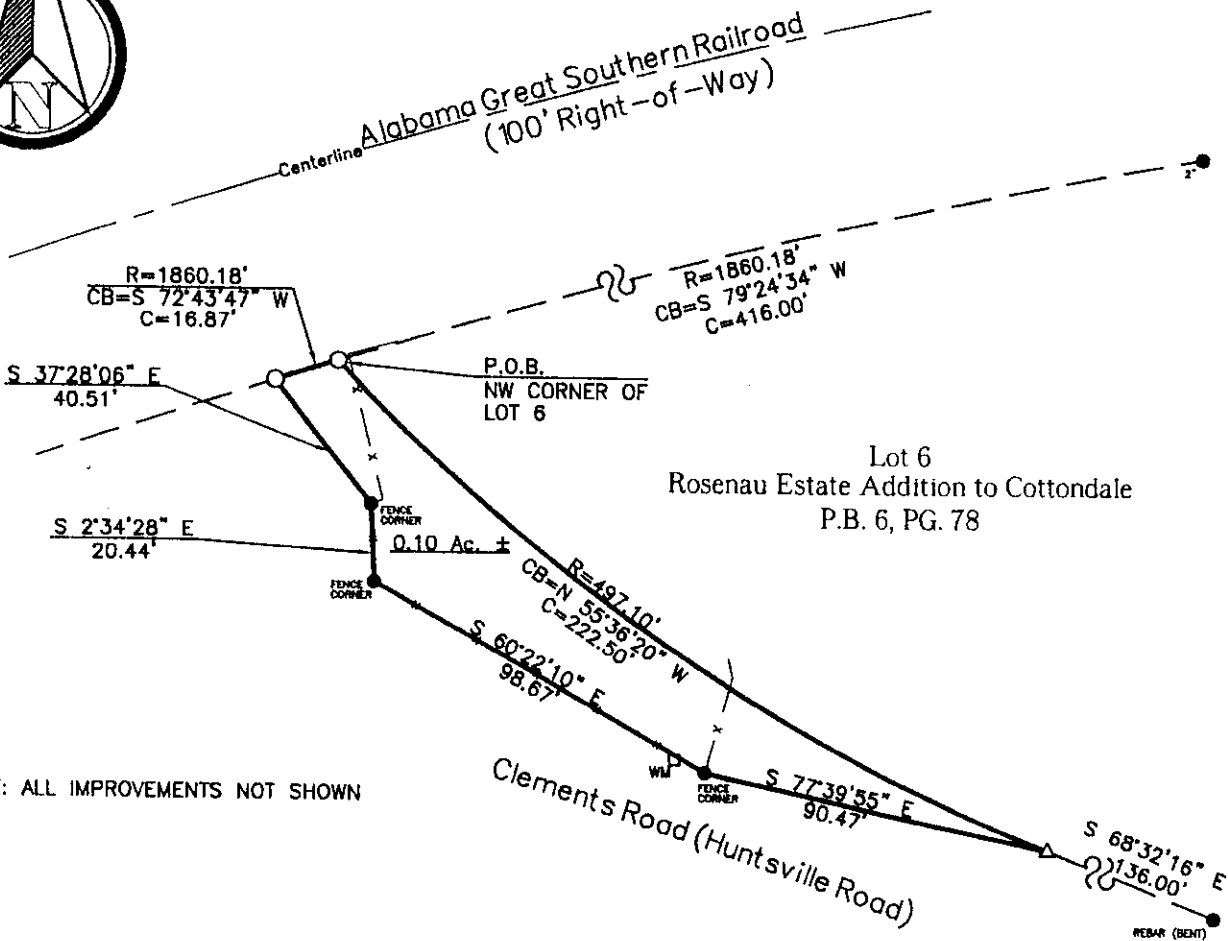 N
Alabama Great Southern Railroad
(100' Right-of-Way)
Centerline
2"
R=1860.18'
CB=S 72°43'47" W
C=16.87'
R=1860.18'
CB=S 79°24'34" W
C=416.00'
S 37°28'06" E
40.51'
P.O.B.
NW CORNER OF
LOT 6
Lot 6
Rosenau Estate Addition to Cottondale
P.B. 6, PG. 78
FENCE
CORNER
S 2°34'28" E
20.44'
0.10 Ac. ±
FENCE
CORNER
R=497.10'
CB=N 55°36'20" W
C=222.50'
S 60°22'10" E
98.67'
WM
FENCE
CORNER
S 77°39'55" E
90.47'
: ALL IMPROVEMENTS NOT SHOWN
Clements Road (Huntsville Road)
S 68°32'16" E
136.00'
REBAR (BENT)